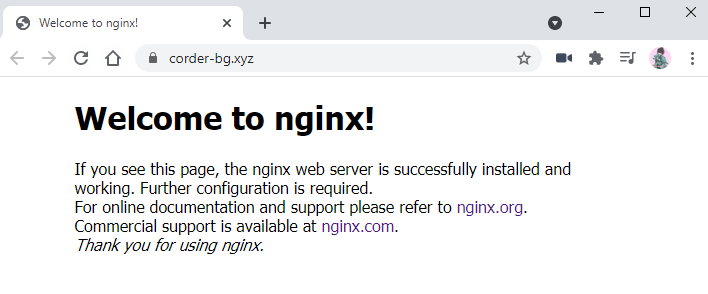 Welcome to nginx!
corder-bg.xyz
Welcome to nginx!
If you see this page, the nginx web server is successfully installed and
working. Further configuration is required.
For online documentation and support please refer to nginx.org.
Commercial support is available at nginx.com.
Thank you for using nginx.